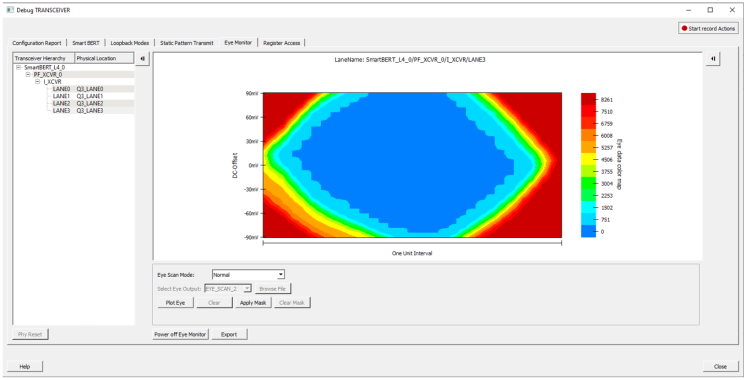 Debug TRANSCEIVER
Start record Actions
Configuration Report
Smart BERT
Loopback Modes
Static Pattern Transmit
Eye Monitor
Register Access
Transceiver Hierarchy
Physical Location
SmartBERT_L4_0
PF_XCVR_0
I_XCVR
LANE0 Q3_LANE0
LANE1 Q3_LANE1
LANE2 Q3_LANE2
LANE3 Q3_LANE3
LaneName: SmartBERT_L4_0/PF_XCVR_0/I_XCVR/LANE3
90mV
60mV
30mV
0mV
-30mV
-60mV
-90mV
DC-Offset
One Unit Interval
8261
7510
6759
6008
5257
4506
3755
3004
2253
1502
751
0
Eye data color map
Eye Scan Mode: Normal
Select Eye Output: EYE_SCAN_2 Browse File
Plot Eye Clear Apply Mask Clear Mask
Phy Reset
Power off Eye Monitor Export
Help
Close